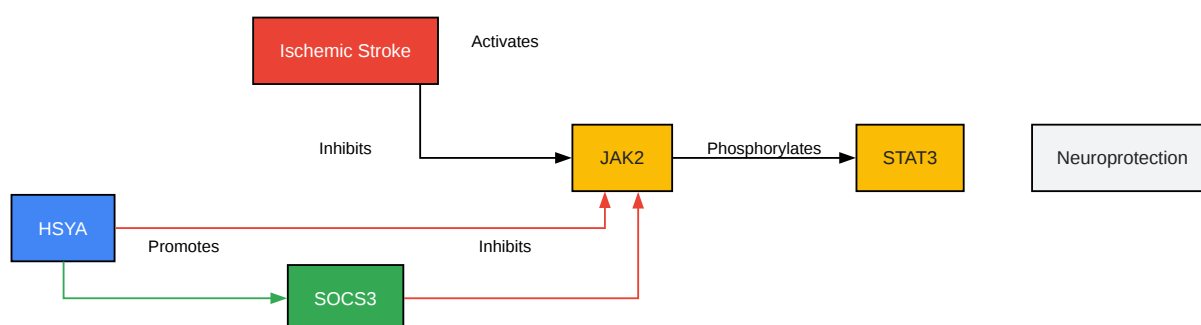 Ischemic Stroke
Activates
Inhibits
JAK2
Phosphorylates
STAT3
Neuroprotection
HSYA
Promotes
Inhibits
SOCS3